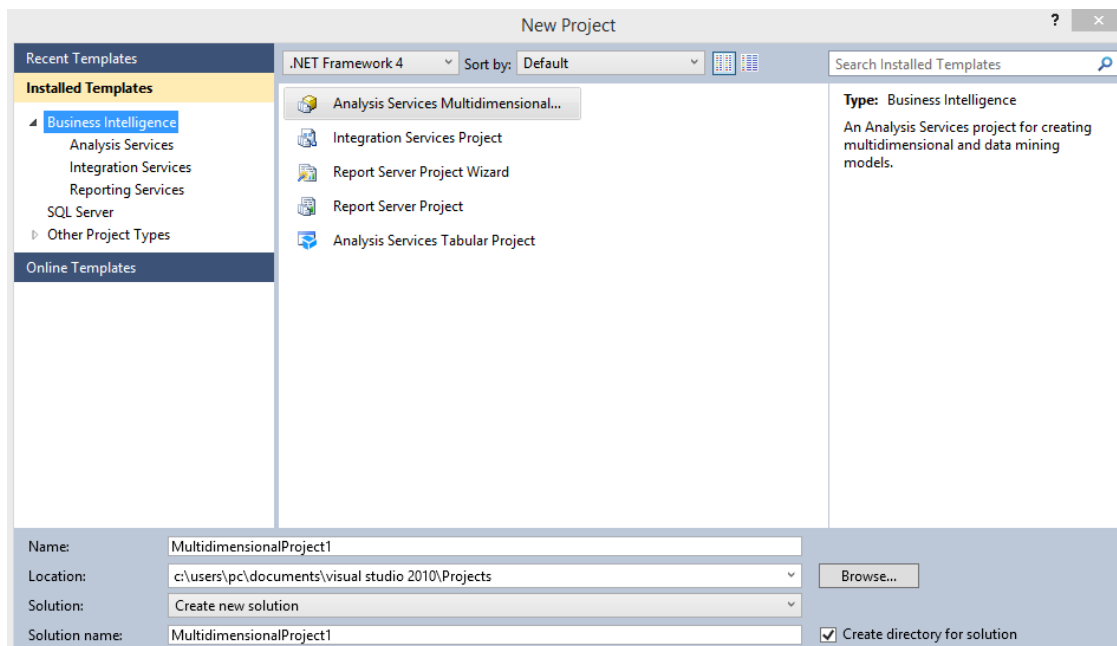 New Project
?
Recent Templates
Installed Templates
Business Intelligence
Analysis Services
Integration Services
Reporting Services
SQL Server
Other Project Types
Online Templates
.NET Framework 4
Sort by: Default
Analysis Services Multidimensional...
Integration Services Project
Report Server Project Wizard
Report Server Project
Analysis Services Tabular Project
Search Installed Templates
Type: Business Intelligence
An Analysis Services project for creating
multidimensional and data mining
models.
Name: MultidimensionalProject1
Location: c:\users\pc\documents\visual studio 2010\Projects
Browse...
Solution: Create new solution
Solution name: MultidimensionalProject1
Create directory for solution